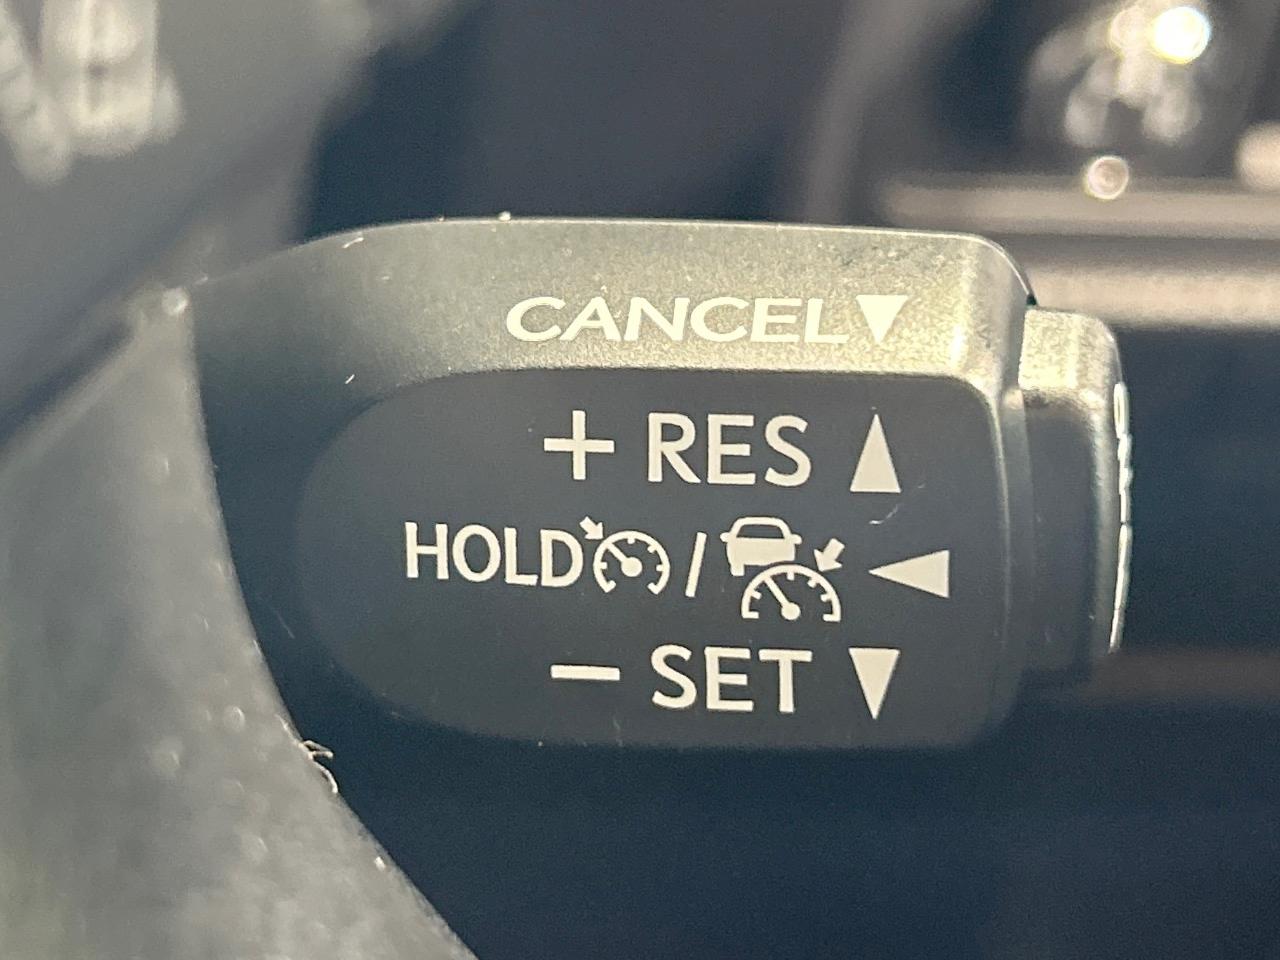 CANCEL▼
+ RES ▲
HOLD / ◀
− SET ▼